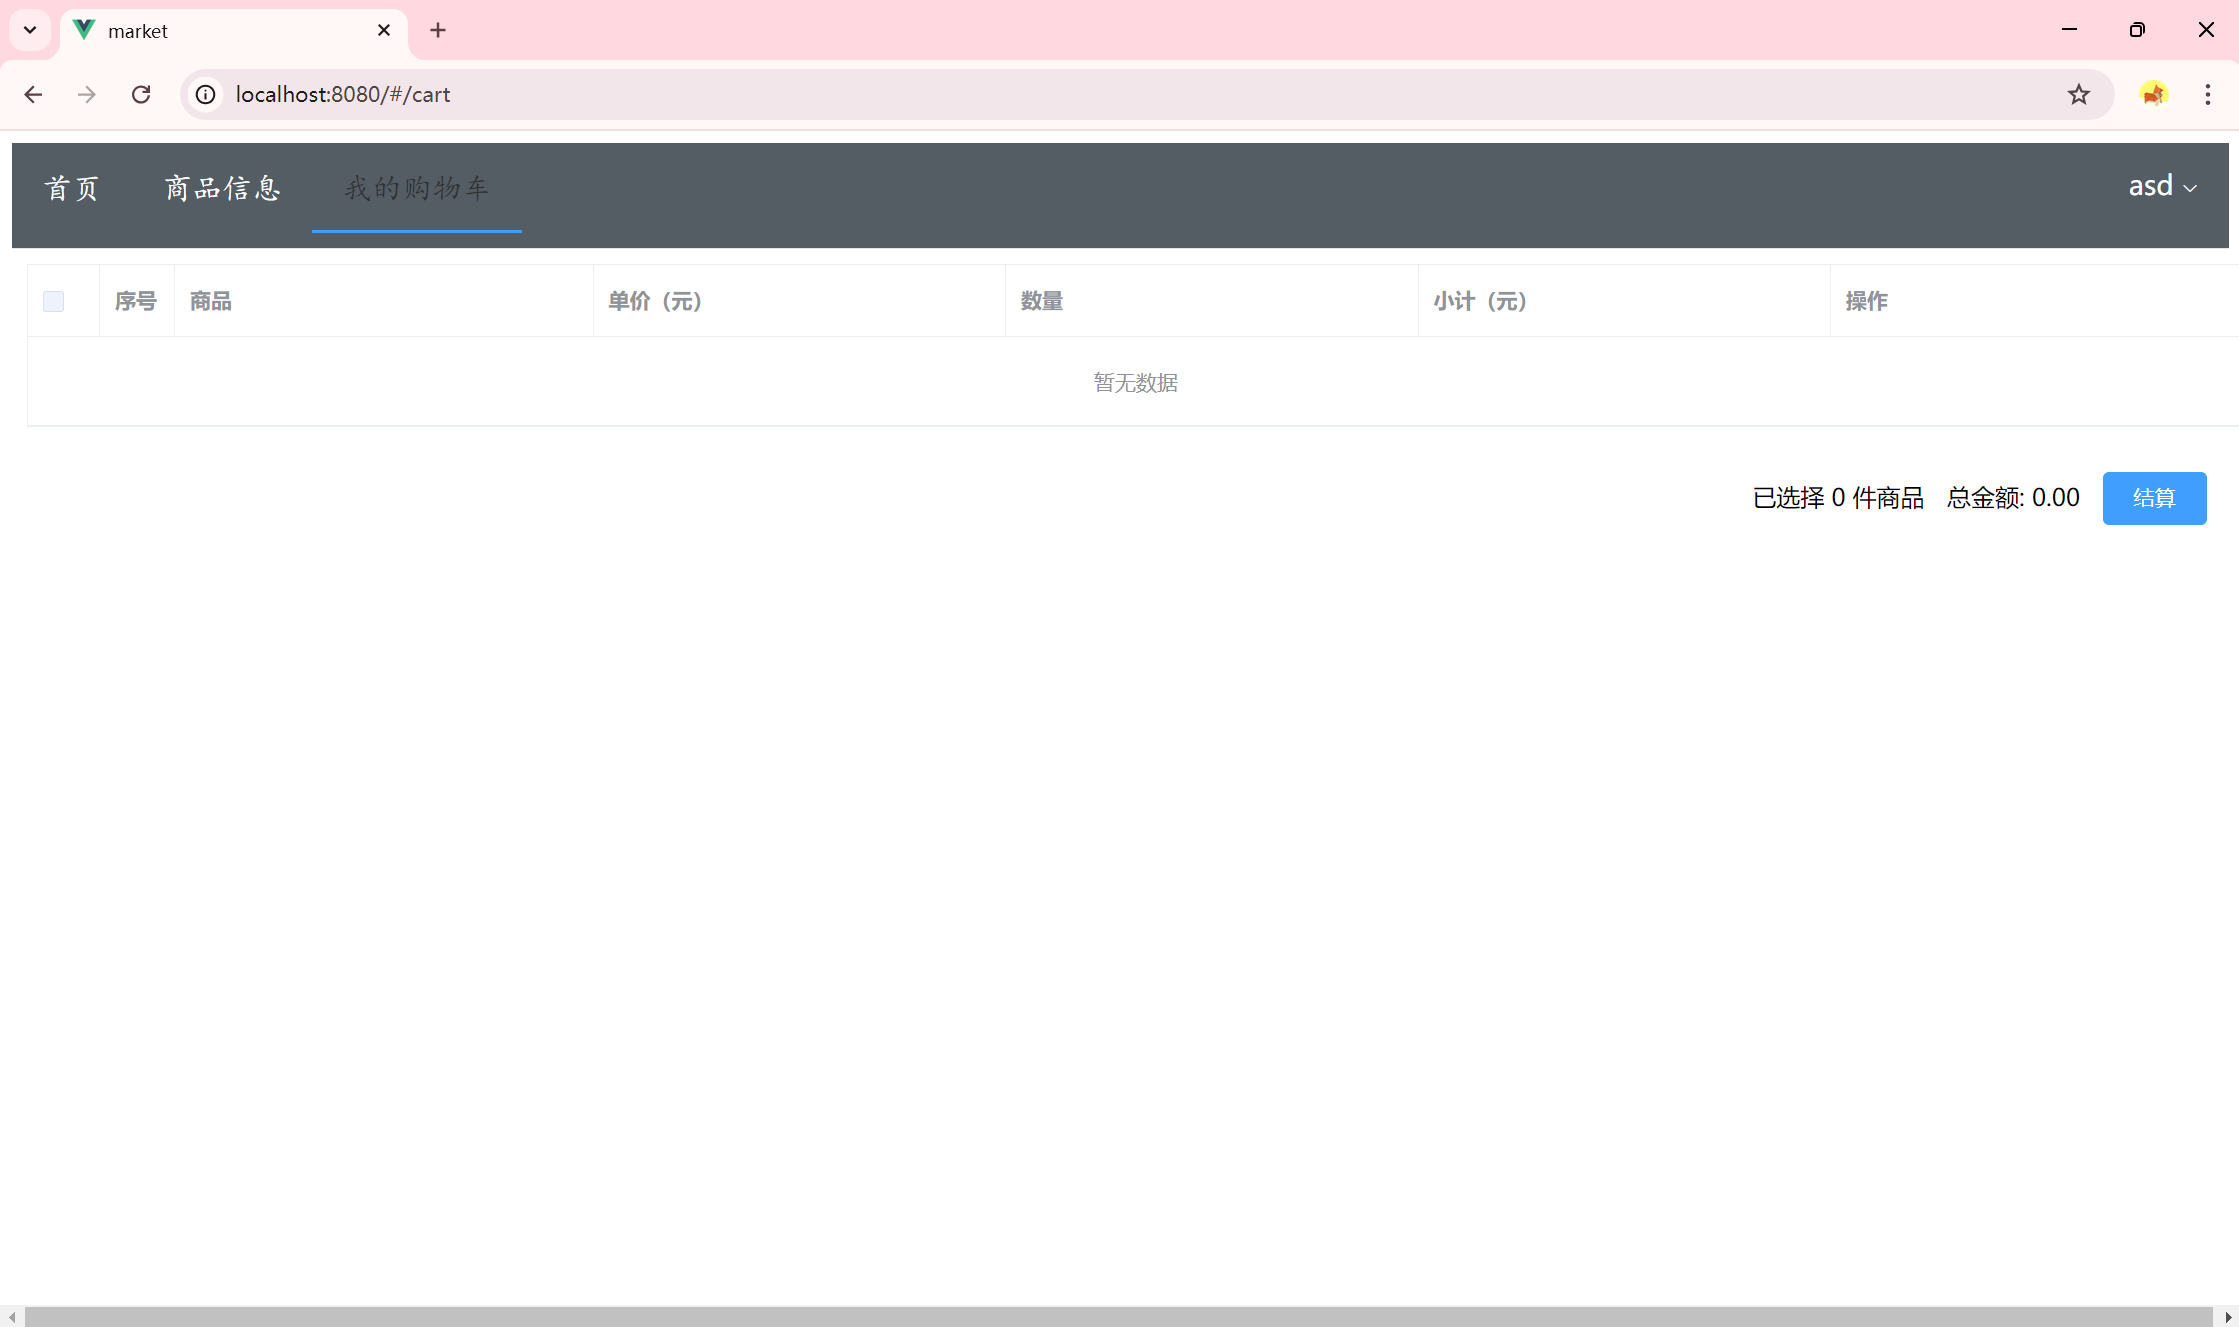 market
localhost:8080/#/cart
首页 商品信息 我的购物车 asd
序号 商品 单价（元） 数量 小计（元） 操作
暂无数据
已选择 0 件商品 总金额: 0.00 结算